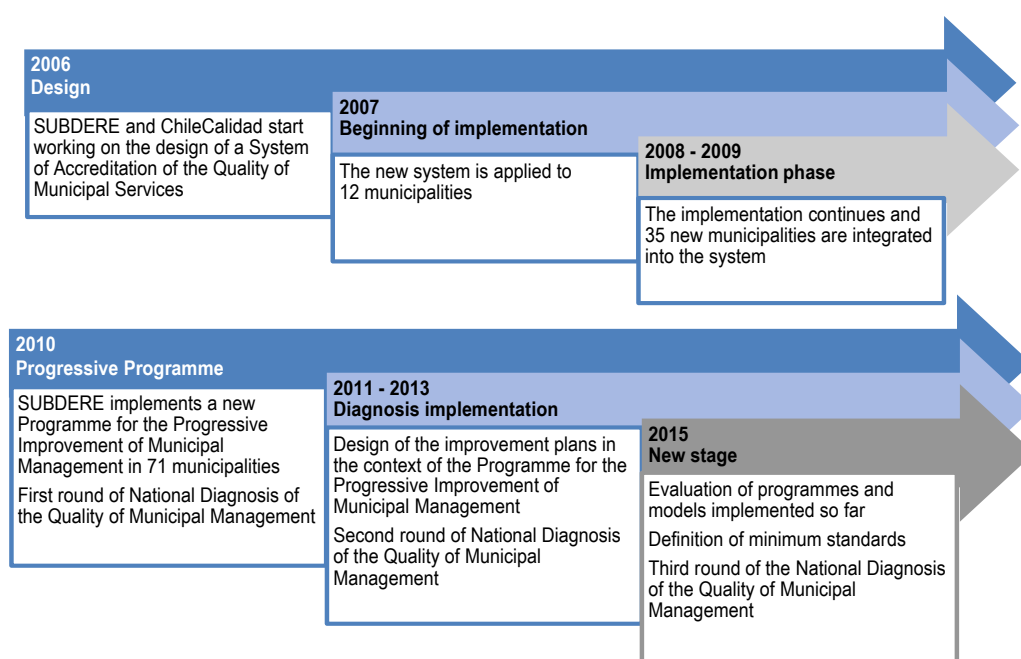 2006
Design
SUBDERE and ChileCalidad start
working on the design of a System
of Accreditation of the Quality of
Municipal Services
2007
Beginning of implementation
The new system is applied to
12 municipalities
2008 - 2009
Implementation phase
The implementation continues and
35 new municipalities are integrated
into the system
2010
Progressive Programme
SUBDERE implements a new
Programme for the Progressive
Improvement of Municipal
Management in 71 municipalities
First round of National Diagnosis of
the Quality of Municipal Management
2011 - 2013
Diagnosis implementation
Design of the improvement plans in
the context of the Programme for the
Progressive Improvement of
Municipal Management
Second round of National Diagnosis
of the Quality of Municipal
Management
2015
New stage
Evaluation of programmes and
models implemented so far
Definition of minimum standards
Third round of the National Diagnosis
of the Quality of Municipal
Management